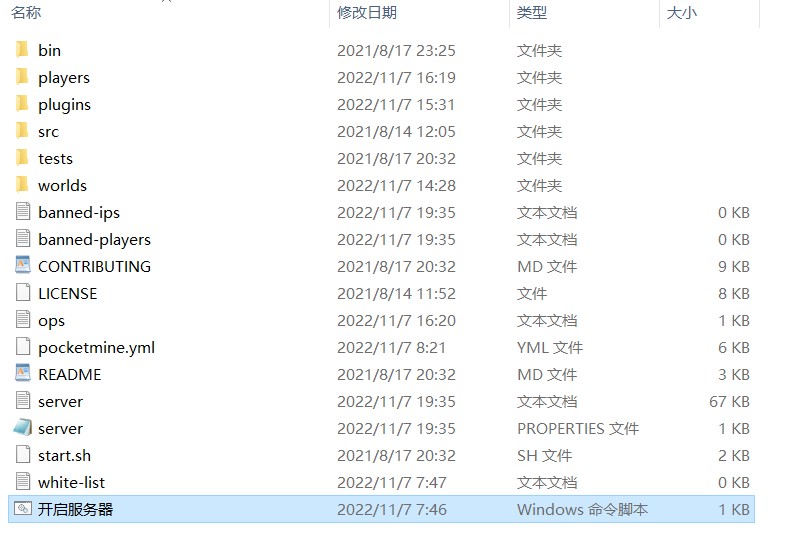 名称 修改日期 类型 大小
bin 2021/8/17 23:25 文件夹
players 2022/11/7 16:19 文件夹
plugins 2022/11/7 15:31 文件夹
src 2021/8/14 12:05 文件夹
tests 2021/8/17 20:32 文件夹
worlds 2022/11/7 14:28 文件夹
banned-ips 2022/11/7 19:35 文本文档 0 KB
banned-players 2022/11/7 19:35 文本文档 0 KB
CONTRIBUTING 2021/8/17 20:32 MD 文件 9 KB
LICENSE 2021/8/14 11:52 文件 8 KB
ops 2022/11/7 16:20 文本文档 1 KB
pocketmine.yml 2022/11/7 8:21 YML 文件 6 KB
README 2021/8/17 20:32 MD 文件 3 KB
server 2022/11/7 19:35 文本文档 67 KB
server 2022/11/7 19:35 PROPERTIES 文件 1 KB
start.sh 2021/8/17 20:32 SH 文件 2 KB
white-list 2022/11/7 7:47 文本文档 0 KB
开启服务器 2022/11/7 7:46 Windows 命令脚本 1 KB